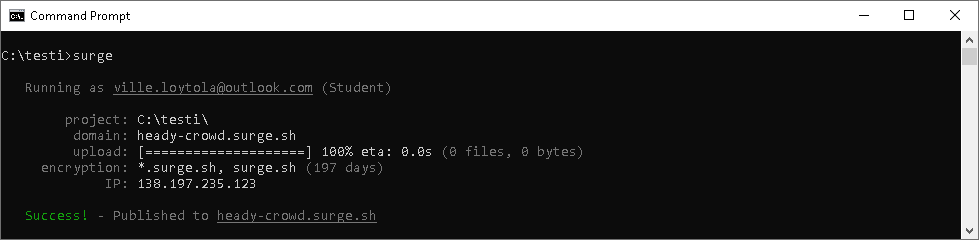 Command Prompt
C:\testi>surge
Running as ville.loytola@outlook.com (Student)
project: C:\testi\
domain: heady-crowd.surge.sh
upload: [====================] 100% eta: 0.0s (0 files, 0 bytes)
encryption: *.surge.sh, surge.sh (197 days)
IP: 138.197.235.123
Success! - Published to heady-crowd.surge.sh